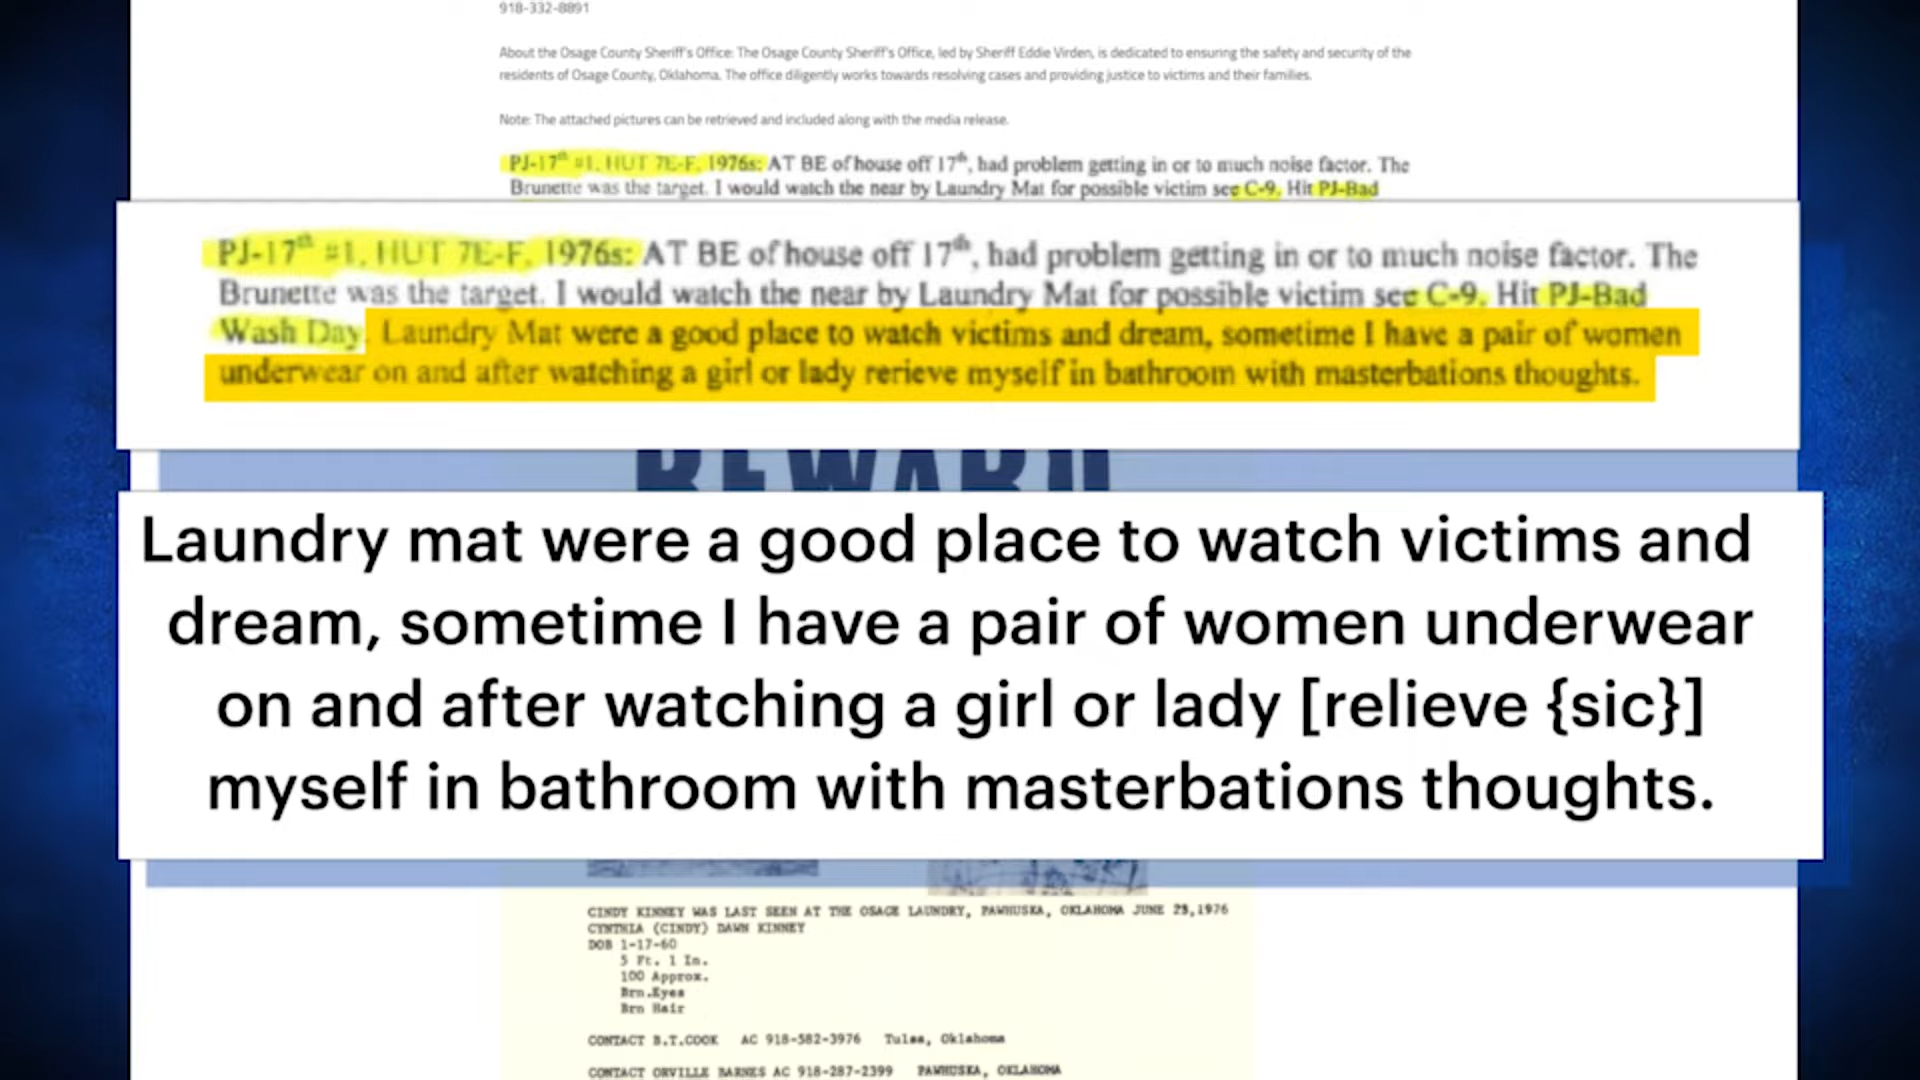 918-332-8891
About the Osage County Sheriff's Office: The Osage County Sheriff's Office, led by Sheriff Eddie Virden, is dedicated to ensuring the safety and security of the
residents of Osage County, Oklahoma. The office diligently works towards resolving cases and providing justice to victims and their families.
Note: The attached pictures can be retrieved and included along with the media release.
PJ-17th #1, HUT 7E-F, 1976s: AT BE of house off 17th, had problem getting in or to much noise factor. The
Brunette was the target. I would watch the near by Laundry Mat for possible victim see C-9. Hit PJ-Bad
PJ-17th #1, HUT 7E-F, 1976s: AT BE of house off 17th, had problem getting in or to much noise factor. The
Brunette was the target. I would watch the near by Laundry Mat for possible victim see C-9. Hit PJ-Bad
Wash Day. Laundry Mat were a good place to watch victims and dream, sometime I have a pair of women
underwear on and after watching a girl or lady rerieve myself in bathroom with masterbations thoughts.
REWARD
Laundry mat were a good place to watch victims and
dream, sometime I have a pair of women underwear
on and after watching a girl or lady [relieve {sic}]
myself in bathroom with masterbations thoughts.
CINDY KINNEY WAS LAST SEEN AT THE OSAGE LAUNDRY, PAWHUSKA, OKLAHOMA JUNE 23,1976
CYNTHIA (CINDY) DAWN KINNEY
DOB 1-17-60
5 Ft. 1 In.
100 Approx.
Brn.Eyes
Brn Hair
CONTACT B.T.COOK AC 918-582-3976 Tulsa, Oklahoma
CONTACT ORVILLE BARNES AC 918-287-2399 PAWHUSKA, OKLAHOMA